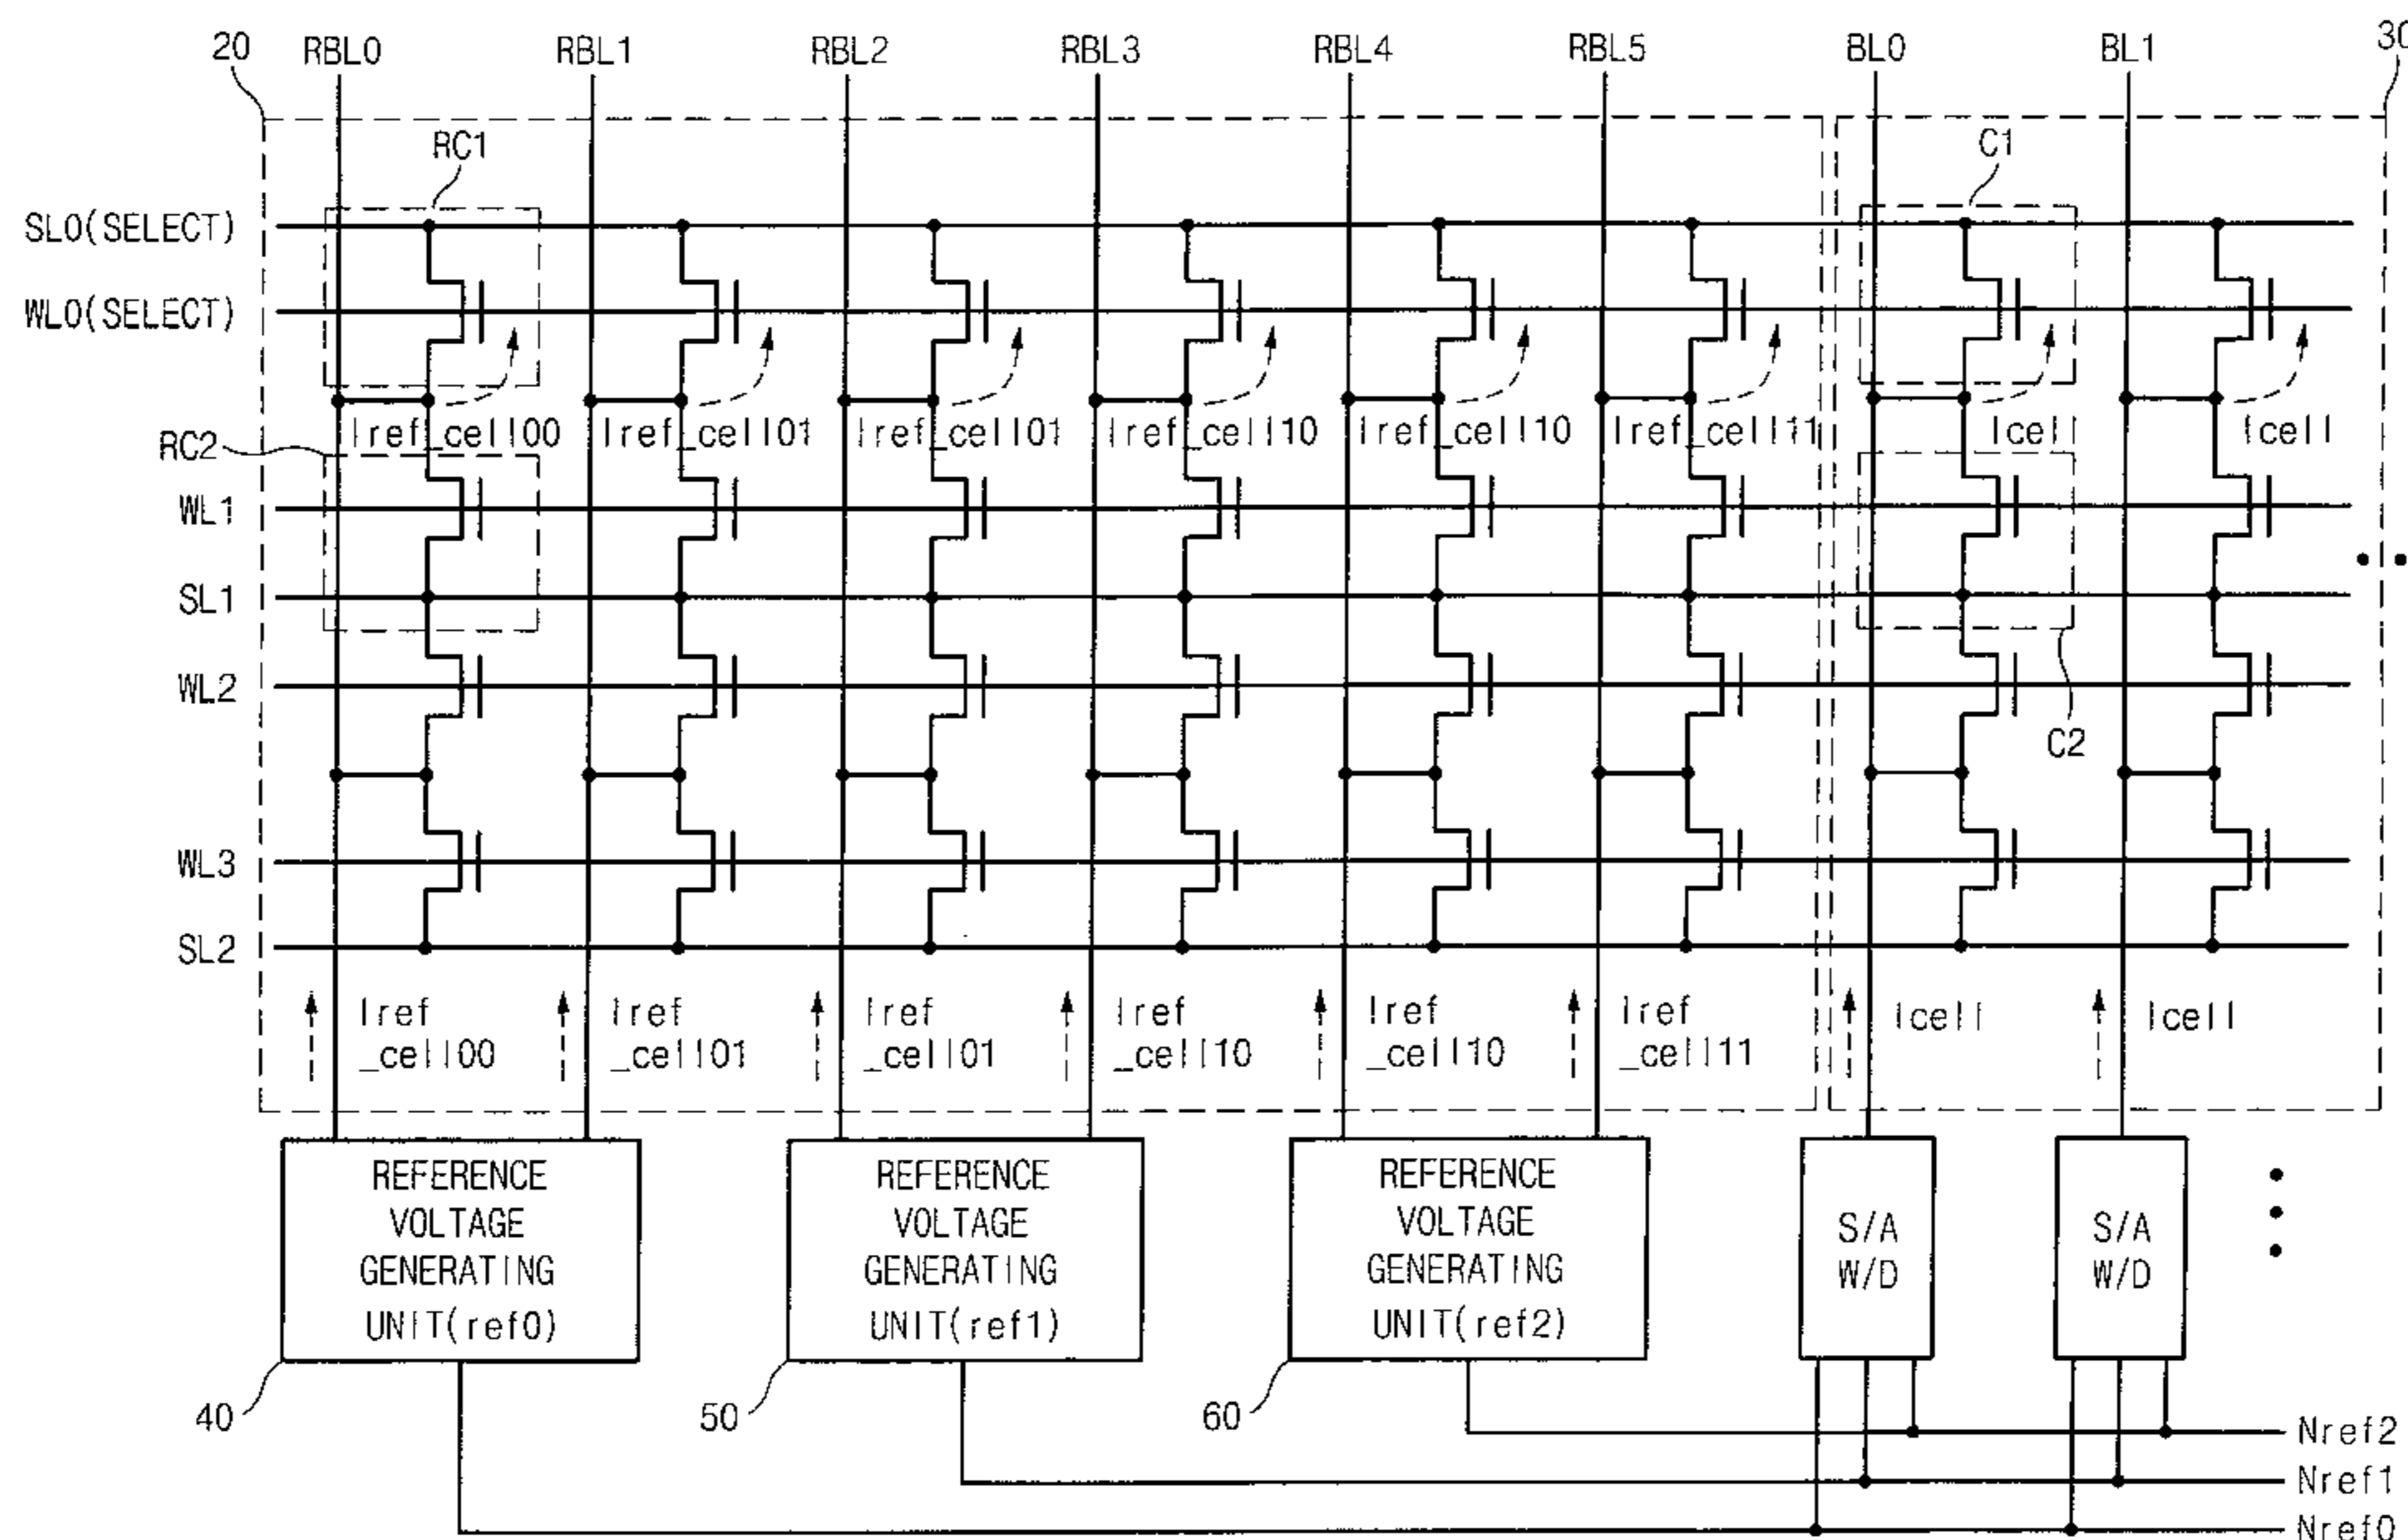 20 RBL0 RBL1 RBL2 RBL3 RBL4 RBL5 BL0 BL1 30
RC1 C1
SL0(SELECT)
WL0(SELECT)
Iref_cell00 Iref_cell01 Iref_cell01 Iref_cell10 Iref_cell10 Iref_cell11 Icell Icell
RC2
WL1
SL1
WL2
C2
WL3
SL2
Iref Iref Iref Iref Iref Iref Icell Icell
_cell00 _cell01 _cell01 _cell10 _cell10 _cell11
REFERENCE REFERENCE REFERENCE
VOLTAGE VOLTAGE VOLTAGE S/A S/A
GENERATING GENERATING GENERATING W/D W/D
UNIT(ref0) UNIT(ref1) UNIT(ref2)
40 50 60
Nref2
Nref1
Nref0